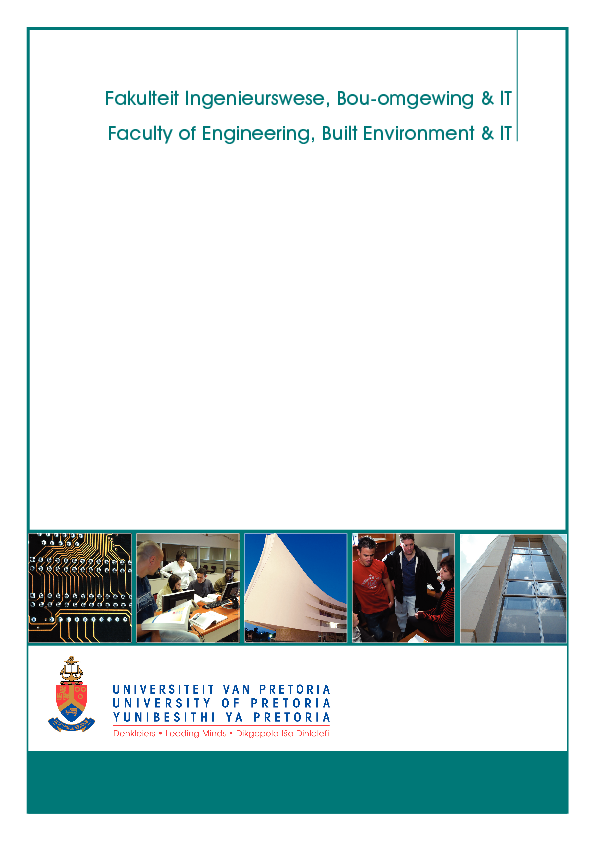 Fakulteit Ingenieurswese, Bou-omgewing & IT
Faculty of Engineering, Built Environment & IT
UNIVERSITEIT VAN PRETORIA
UNIVERSITY OF PRETORIA
YUNIBESITHI YA PRETORIA
Denkleiers • Leading Minds • Dikgopolo tša Dihlalefi